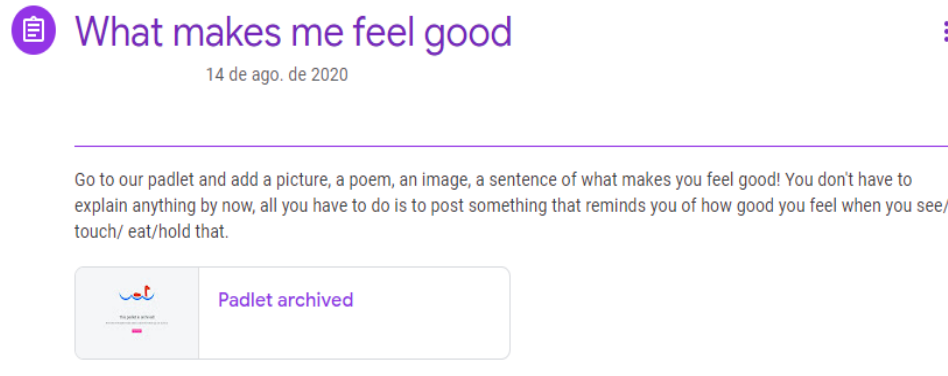 What makes me feel good
14 de ago. de 2020
Go to our padlet and add a picture, a poem, an image, a sentence of what makes you feel good! You don't have to
explain anything by now, all you have to do is to post something that reminds you of how good you feel when you see/
touch/ eat/hold that.
Padlet archived